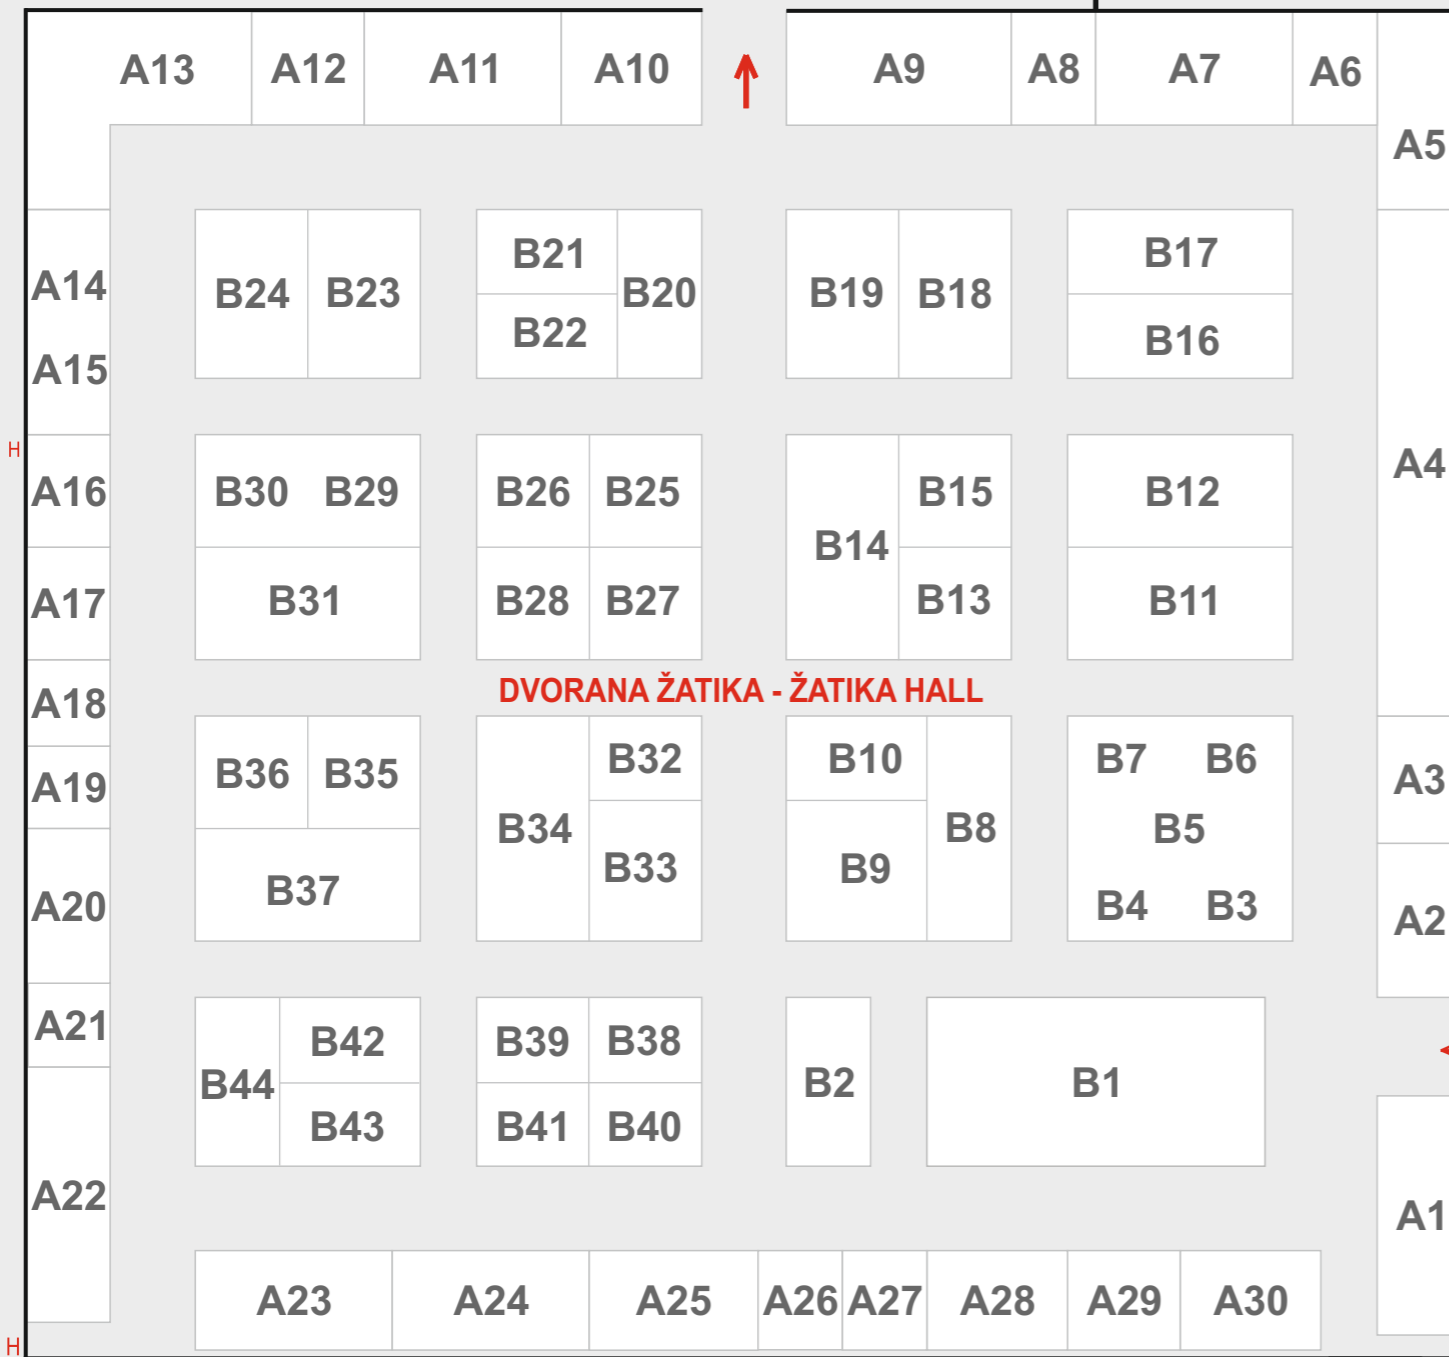 A13 A12 A11 A10 A9 A8 A7 A6
A5
B21 B17
A14 B24 B23 B20 B19 B18
B22 B16
A15
H
A4
A16 B30 B29 B26 B25 B15 B12
B14
A17 B31 B28 B27 B13 B11
DVORANA ŽATIKA - ŽATIKA HALL
A18
B32 B10 B7 B6
A19 B36 B35 A3
B34 B8 B5
B33 B9
B37
A20 B4 B3
A2
A21 B42 B39 B38
B44 B2 B1
B43 B41 B40
A22
A1
A23 A24 A25 A26 A27 A28 A29 A30
H